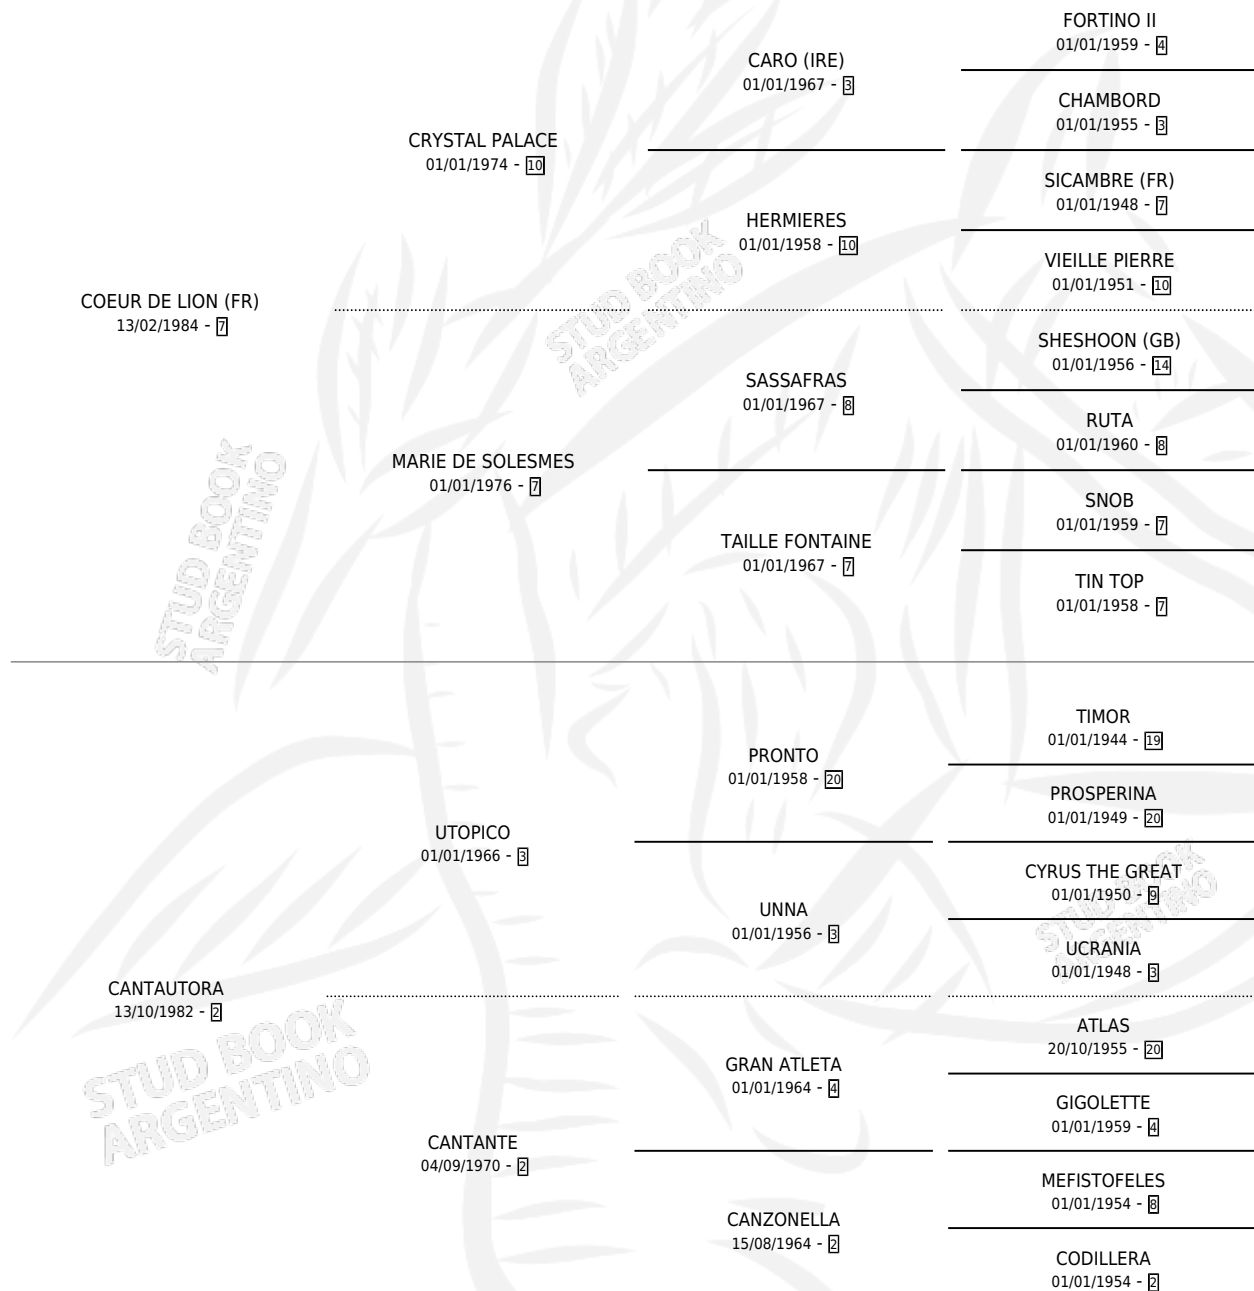 FORTINO II
01/01/1959 - 4
CARO (IRE)
01/01/1967 - 3
CHAMBORD
01/01/1955 - 3
CRYSTAL PALACE
01/01/1974 - 10
SICAMBRE (FR)
01/01/1948 - 7
HERMIERES
01/01/1958 - 10
VIEILLE PIERRE
01/01/1951 - 10
COEUR DE LION (FR)
13/02/1984 - 7
STUD BOOK
ARGENTINO
SHESHOON (GB)
01/01/1956 - 14
SASSAFRAS
01/01/1967 - 8
RUTA
01/01/1960 - 8
MARIE DE SOLESMES
01/01/1976 - 7
SNOB
01/01/1959 - 7
TAILLE FONTAINE
01/01/1967 - 7
TIN TOP
01/01/1958 - 7
STUD BOOK
ARGENTINO
TIMOR
01/01/1944 - 19
PRONTO
01/01/1958 - 20
PROSPERINA
01/01/1949 - 20
UTOPICO
01/01/1966 - 3
CYRUS THE GREAT
01/01/1950 - 9
UNNA
01/01/1956 - 3
STUD BOOK
ARGENTINO
UCRANIA
01/01/1948 - 3
CANTAUTORA
13/10/1982 - 2
ATLAS
20/10/1955 - 20
GRAN ATLETA
01/01/1964 - 4
GIGOLETTE
01/01/1959 - 4
STUD BOOK
ARGENTINO
CANTANTE
04/09/1970 - 2
MEFISTOFELES
01/01/1954 - 8
CANZONELLA
15/08/1964 - 2
CODILLERA
01/01/1954 - 2